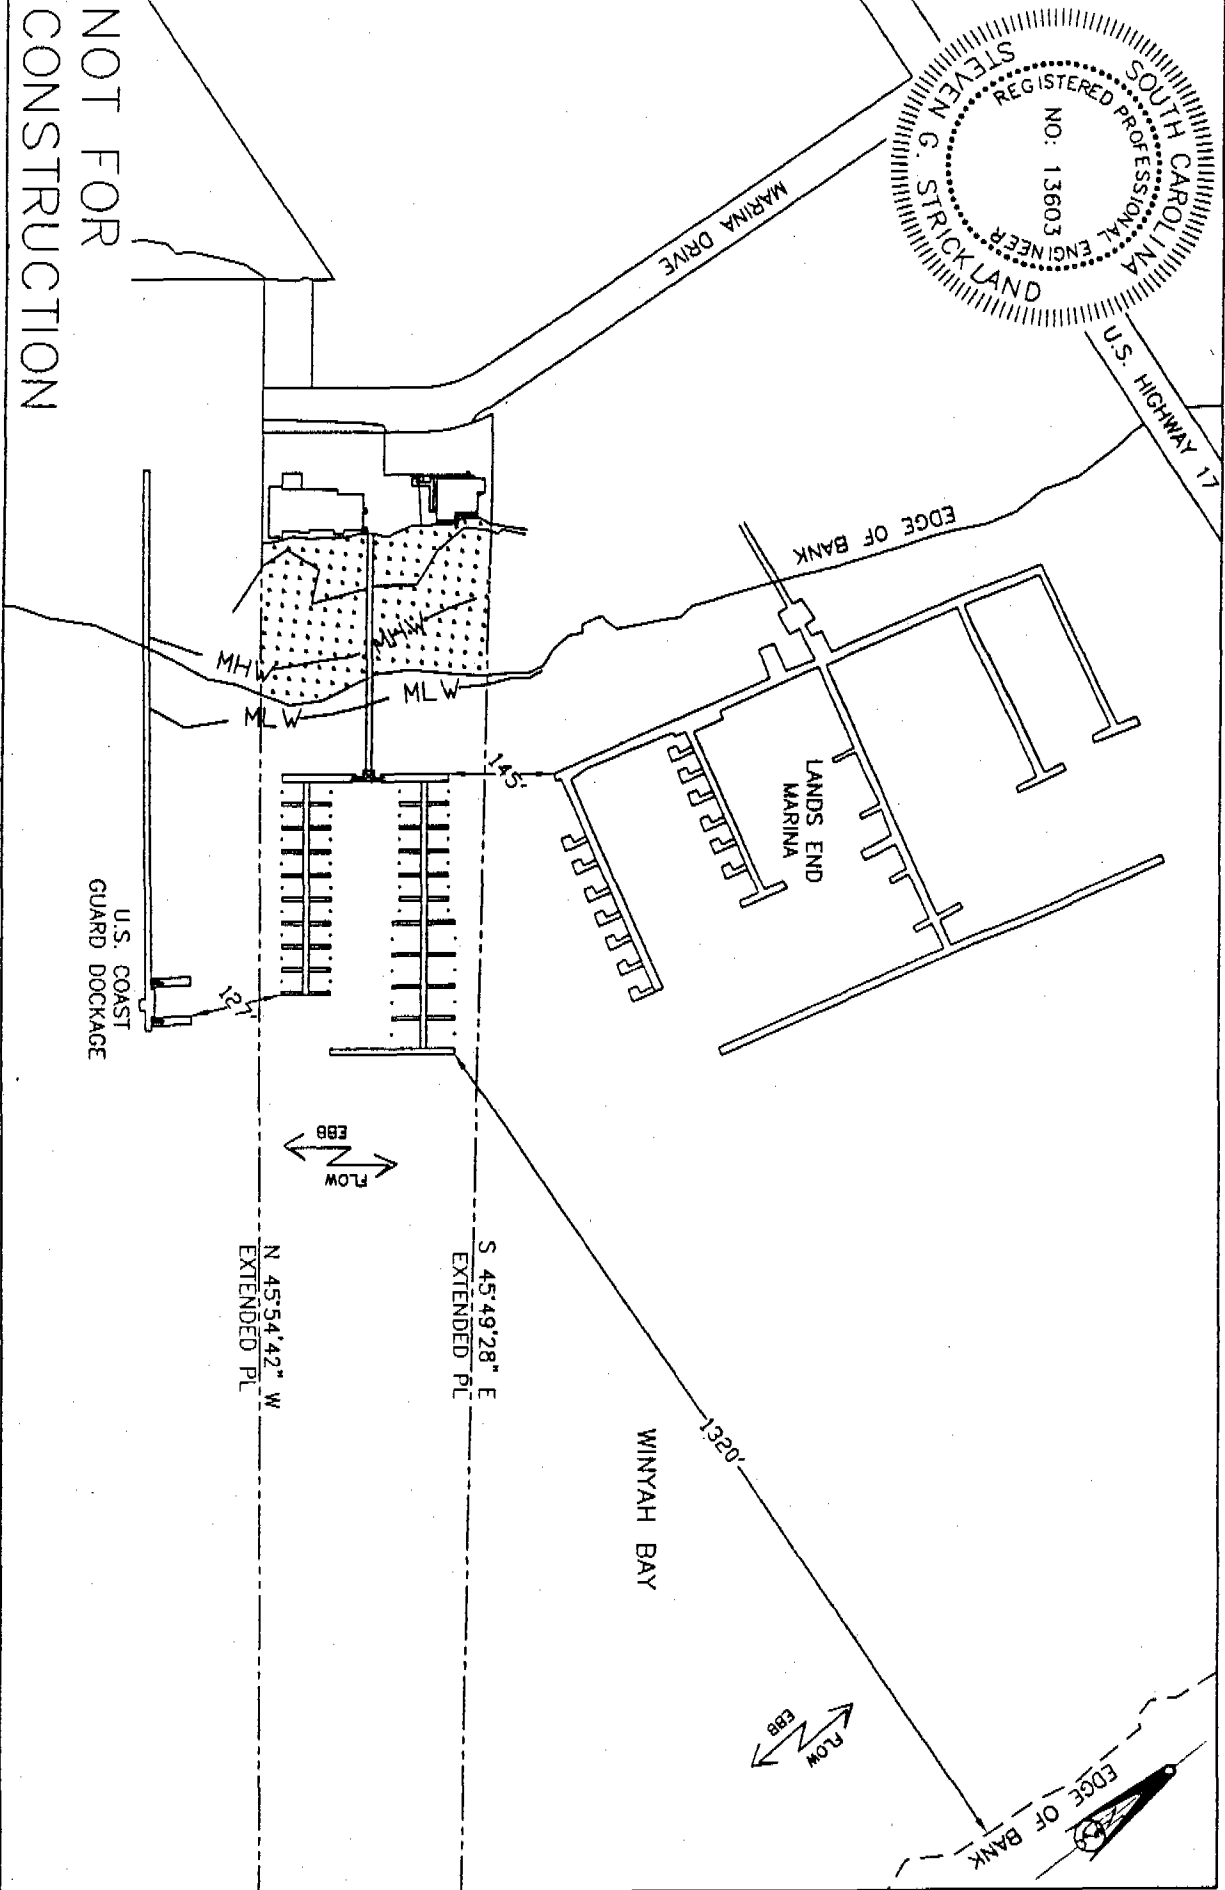 SOUTH CAROLINA
REGISTERED PROFESSIONAL ENGINEER
NO: 13603
STEVEN G. STRICKLAND
U.S. HIGHWAY 17
MARINA DRIVE
EDGE OF BANK
LANDS END
MARINA
MHW
MHW
MLW
MLW
145'
127'
U.S. COAST
GUARD DOCKAGE
EBB
FLOW
S 45°49'28" E
EXTENDED PL
N 45°54'42" W
EXTENDED PL
1320'
WINYAH BAY
FLOW
EBB
EDGE OF BANK
NOT FOR
CONSTRUCTION